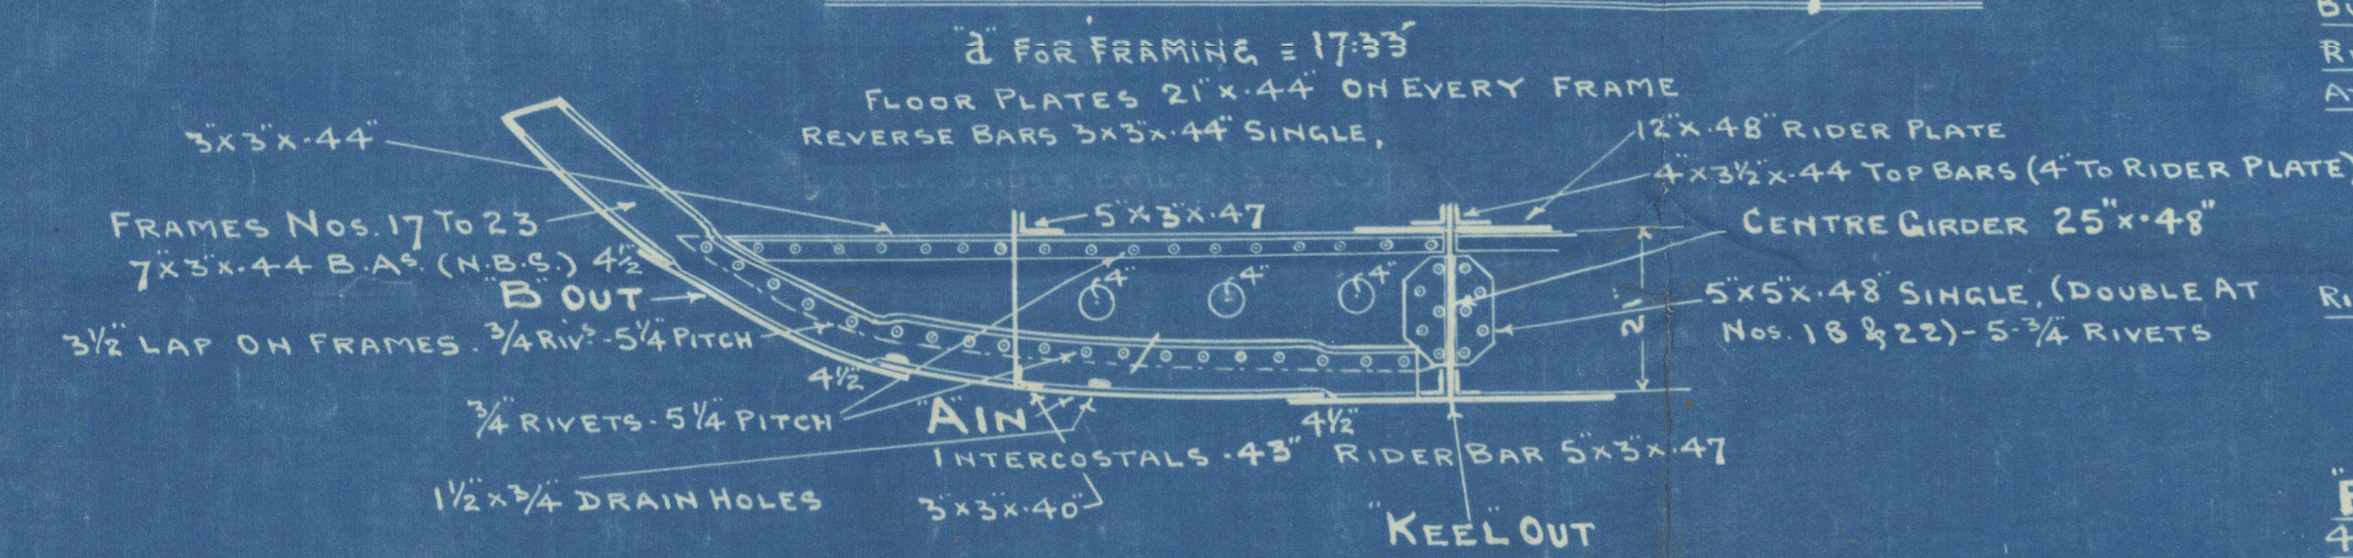 "d" FOR FRAMING = 17·33'
FLOOR PLATES 21"x·44" ON EVERY FRAME
REVERSE BARS 3x3"x·44" SINGLE,
3"x3"x·44"
12"x·48" RIDER PLATE
4"x3½"x·44 TOP BARS (4" TO RIDER PLATE)
FRAMES NOS. 17 TO 23
5"x3"x·47
CENTRE GIRDER 25"x·48"
7"x3"x·44 B.As. (N.B.S.) 4½"
4" 4" 4"
"B" OUT
5"x5"x·48" SINGLE, (DOUBLE AT
NOS. 18 & 22) - 5 - ¾" RIVETS
2'1"
3½" LAP ON FRAMES. ¾ RIVS - 5¼" PITCH
4½"
¾" RIVETS · 5¼" PITCH
"A" IN
4½"
INTERCOSTALS ·43" RIDER BAR 5"x3"x·47
1½"x¾" DRAIN HOLES
3"x3"x·40"
"KEEL" OUT